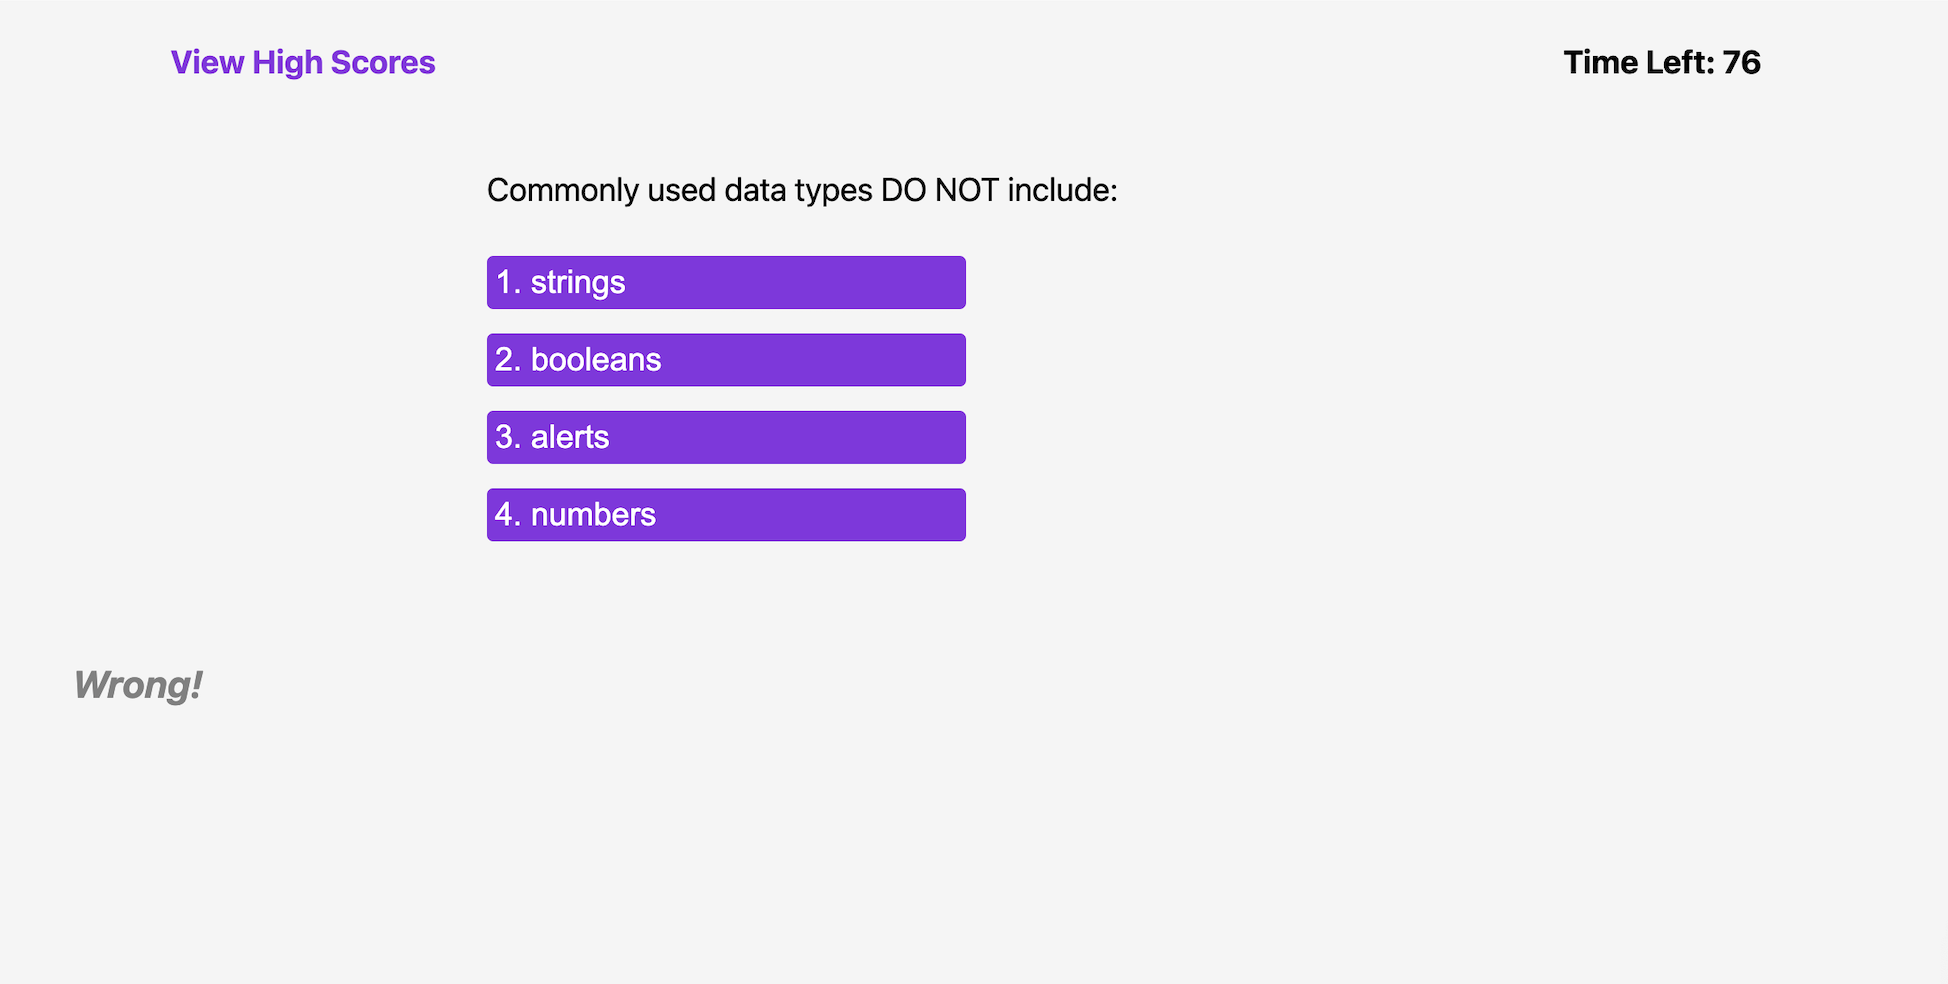 View High Scores
Time Left: 76
Commonly used data types DO NOT include:
1. strings
2. booleans
3. alerts
4. numbers
Wrong!